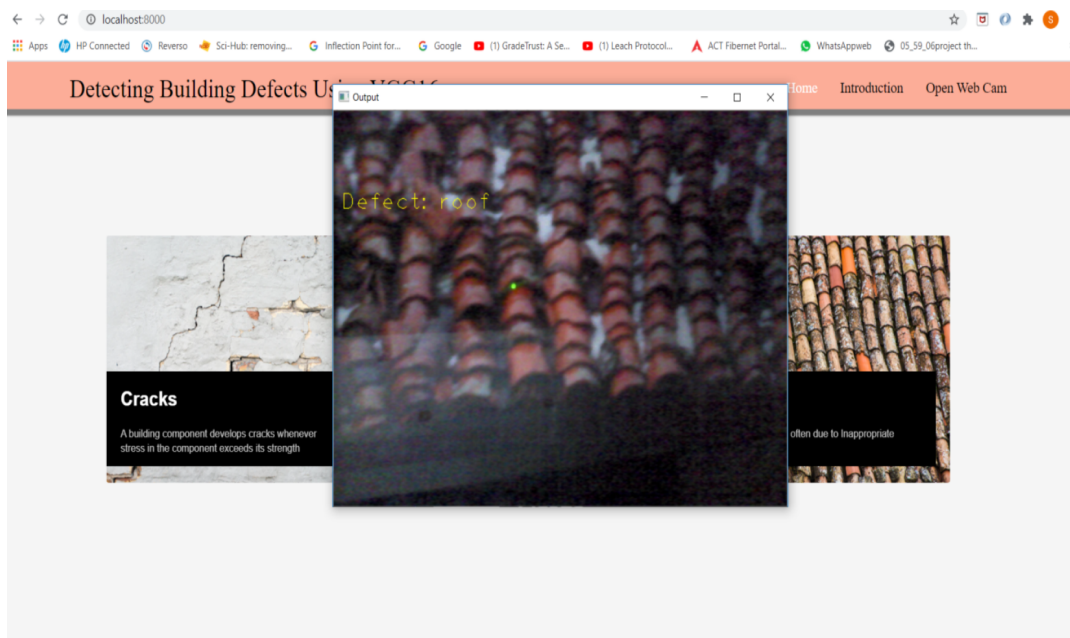 localhost:8000
S
Apps HP Connected Reverso Sci-Hub: removing... Inflection Point for... Google (1) GradeTrust: A Se... (1) Leach Protocol... ACT Fibernet Portal... WhatsAppweb 05_59_06project th...
Detecting Building Defects Home Introduction Open Web Cam
Output
Defect: roof
Cracks
A building component develops cracks whenever
stress in the component exceeds its strength
often due to Inappropriate